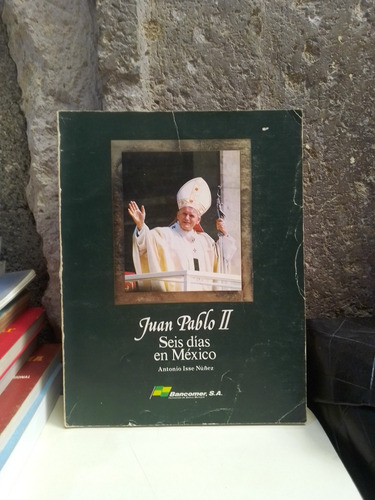 Juan Pablo II
Seis días
en México
Antonio Isse Núñez
Bancomer, S.A.